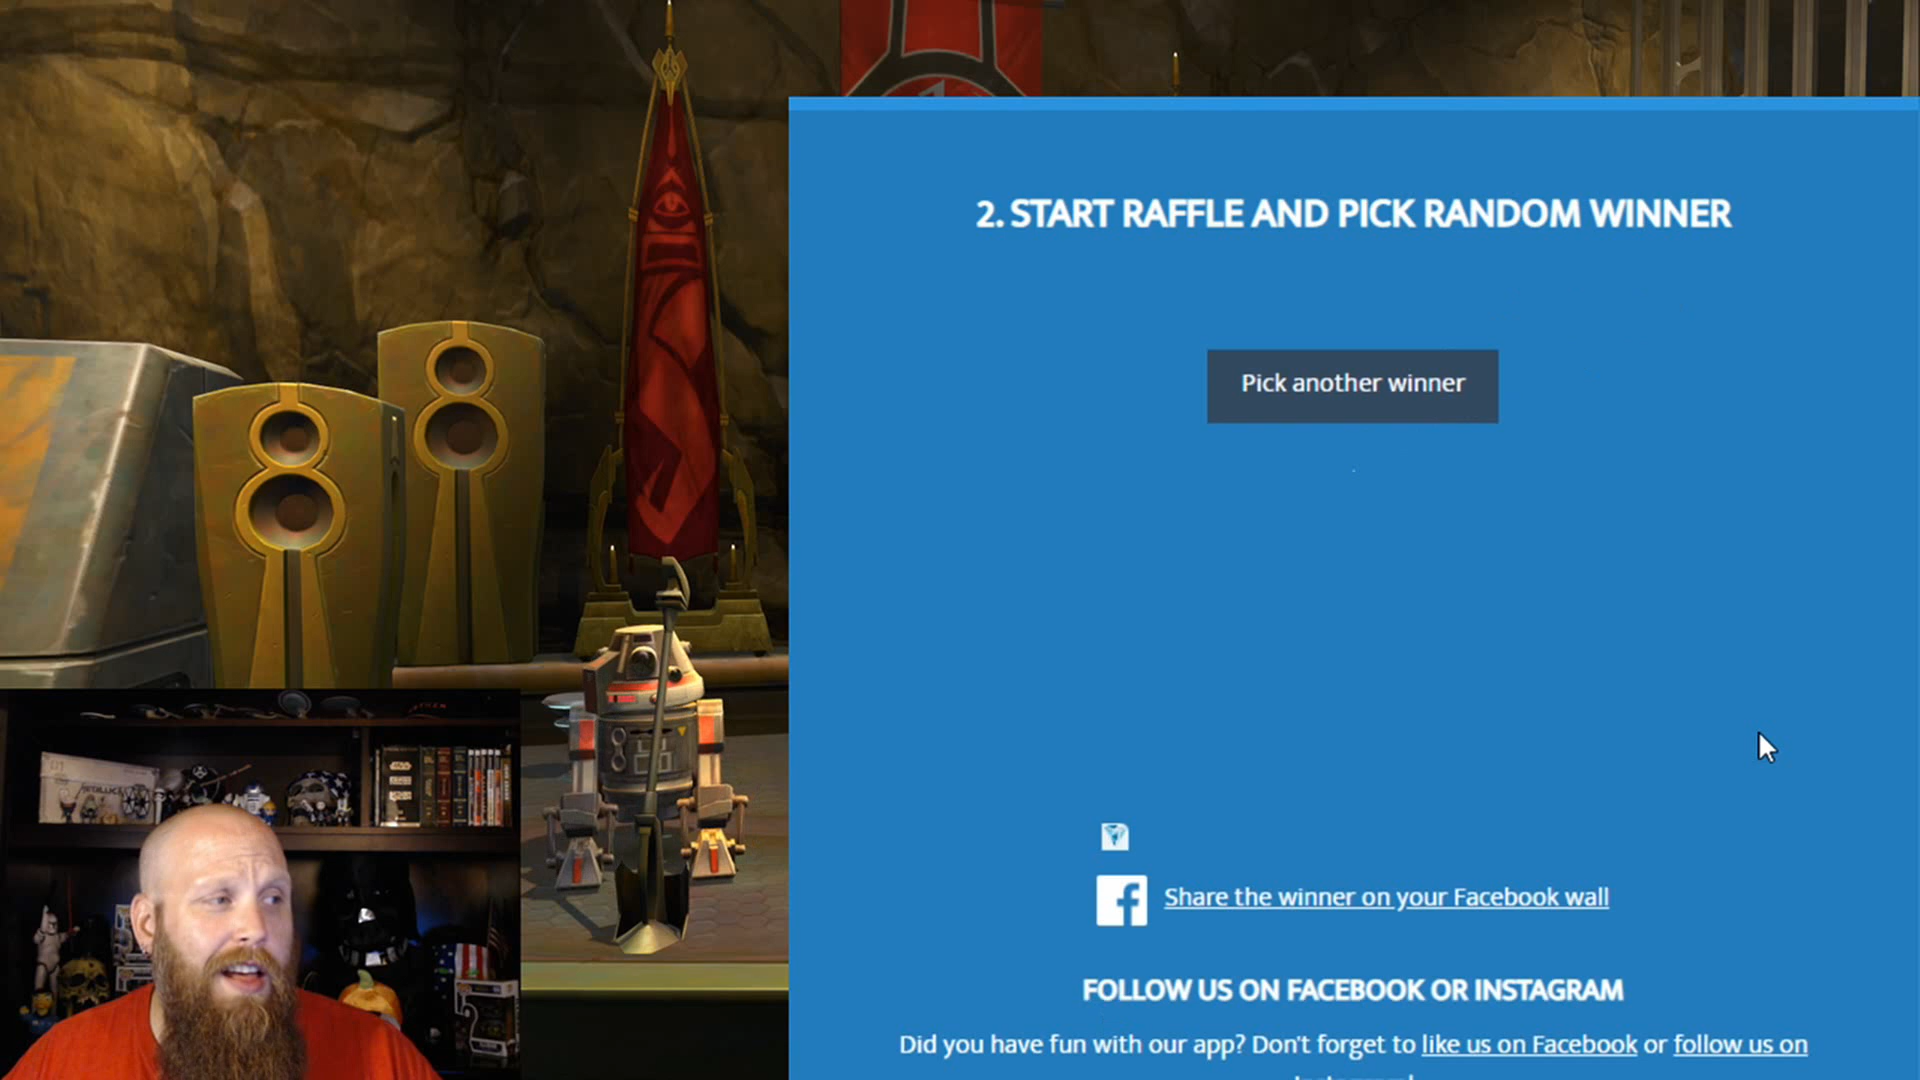 2. START RAFFLE AND PICK RANDOM WINNER
Pick another winner
Share the winner on your Facebook wall
FOLLOW US ON FACEBOOK OR INSTAGRAM
Did you have fun with our app? Don't forget to like us on Facebook or follow us on
METALLICA